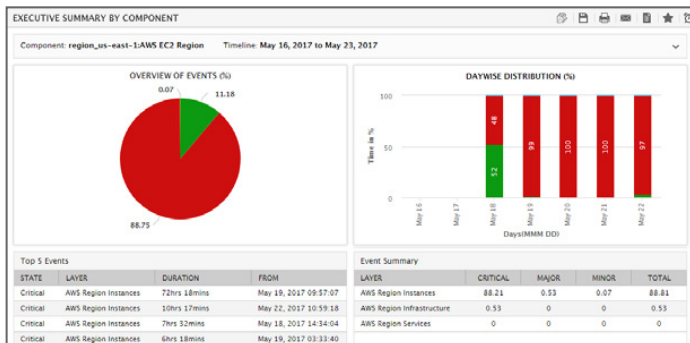 EXECUTIVE SUMMARY BY COMPONENT
Component: region_us-east-1:AWS EC2 Region Timeline: May 16, 2017 to May 23, 2017
OVERVIEW OF EVENTS (%)
0.07
11.18
88.75
DAYWISE DISTRIBUTION (%)
Time in %
100
50
0
48
52
99
100
100
97
May 16
May 17
May 18
May 19
May 20
May 21
May 22
Days(MMM DD)
Top 5 Events
STATE LAYER DURATION FROM
Critical AWS Region Instances 72hrs 18mins May 19, 2017 09:57:07
Critical AWS Region Instances 10hrs 17mins May 22, 2017 10:59:18
Critical AWS Region Instances 7hrs 32mins May 18, 2017 14:34:04
Critical AWS Region Instances 6hrs 18mins May 19, 2017 03:33:40
Event Summary
LAYER CRITICAL MAJOR MINOR TOTAL
AWS Region Instances 88.21 0.53 0.07 88.81
AWS Region Infrastructure 0.53 0 0 0.53
AWS Region Services 0 0 0 0